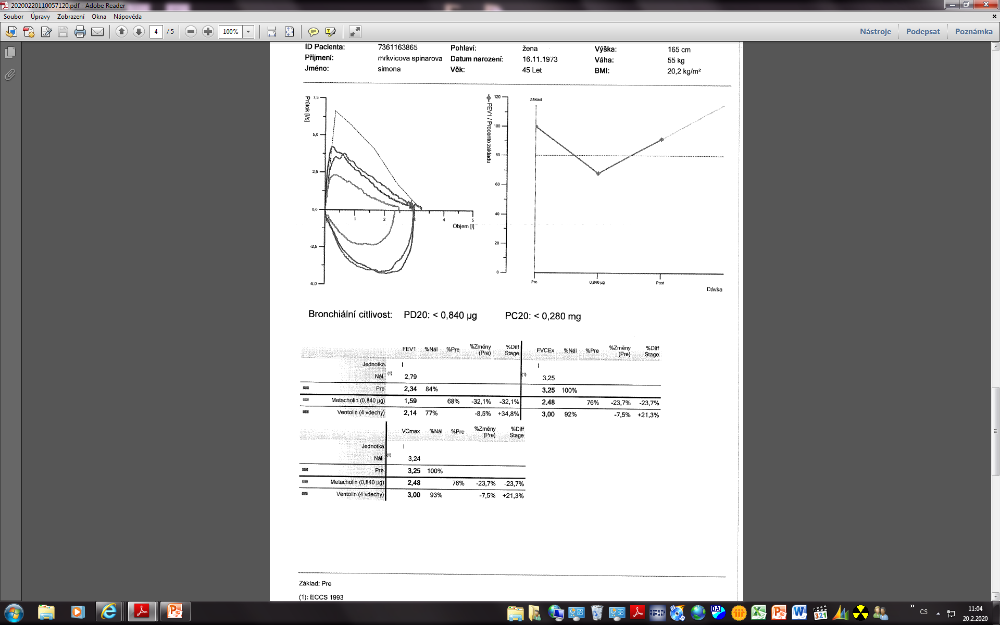 20200220110057120.pdf - Adobe Reader
Soubor Úpravy Zobrazení Okna Nápověda
4 / 5 100% Nástroje Podepsat Poznámka
ID Pacienta: 7361163865 Pohlaví: žena Výška: 165 cm
Příjmení: mrkvicova spinarova Datum narození: 16.11.1973 Váha: 55 kg
Jméno: simona Věk: 45 Let BMI: 20,2 kg/m²
Průtok [l/s]
7,5
5,0
2,5
0,0
-2,5
-5,0
1 2 3 4 5
Objem [l]
FEV1 / Procento základu
120
100
80
60
40
20
0
Základ
Pre 0,840 µg Post
Dávka
Bronchiální citlivost: PD20: < 0,840 µg PC20: < 0,280 mg
FEV1 %Nál %Pre %Změny (Pre) %Diff Stage FVCEx %Nál %Pre %Změny (Pre) %Diff Stage
Jednotka l l
Nál. (1) 2,79 (1) 3,25
Pre 2,34 84% 3,25 100%
Metacholin (0,840 µg) 1,59 68% -32,1% -32,1% 2,48 76% -23,7% -23,7%
Ventolin (4 vdechy) 2,14 77% -8,5% +34,8% 3,00 92% -7,5% +21,3%
VCmax %Nál %Pre %Změny (Pre) %Diff Stage
Jednotka l
Nál. (1) 3,24
Pre 3,25 100%
Metacholin (0,840 µg) 2,48 76% -23,7% -23,7%
Ventolin (4 vdechy) 3,00 93% -7,5% +21,3%
Základ: Pre
(1): ECCS 1993
CS 11:04
20.2.2020